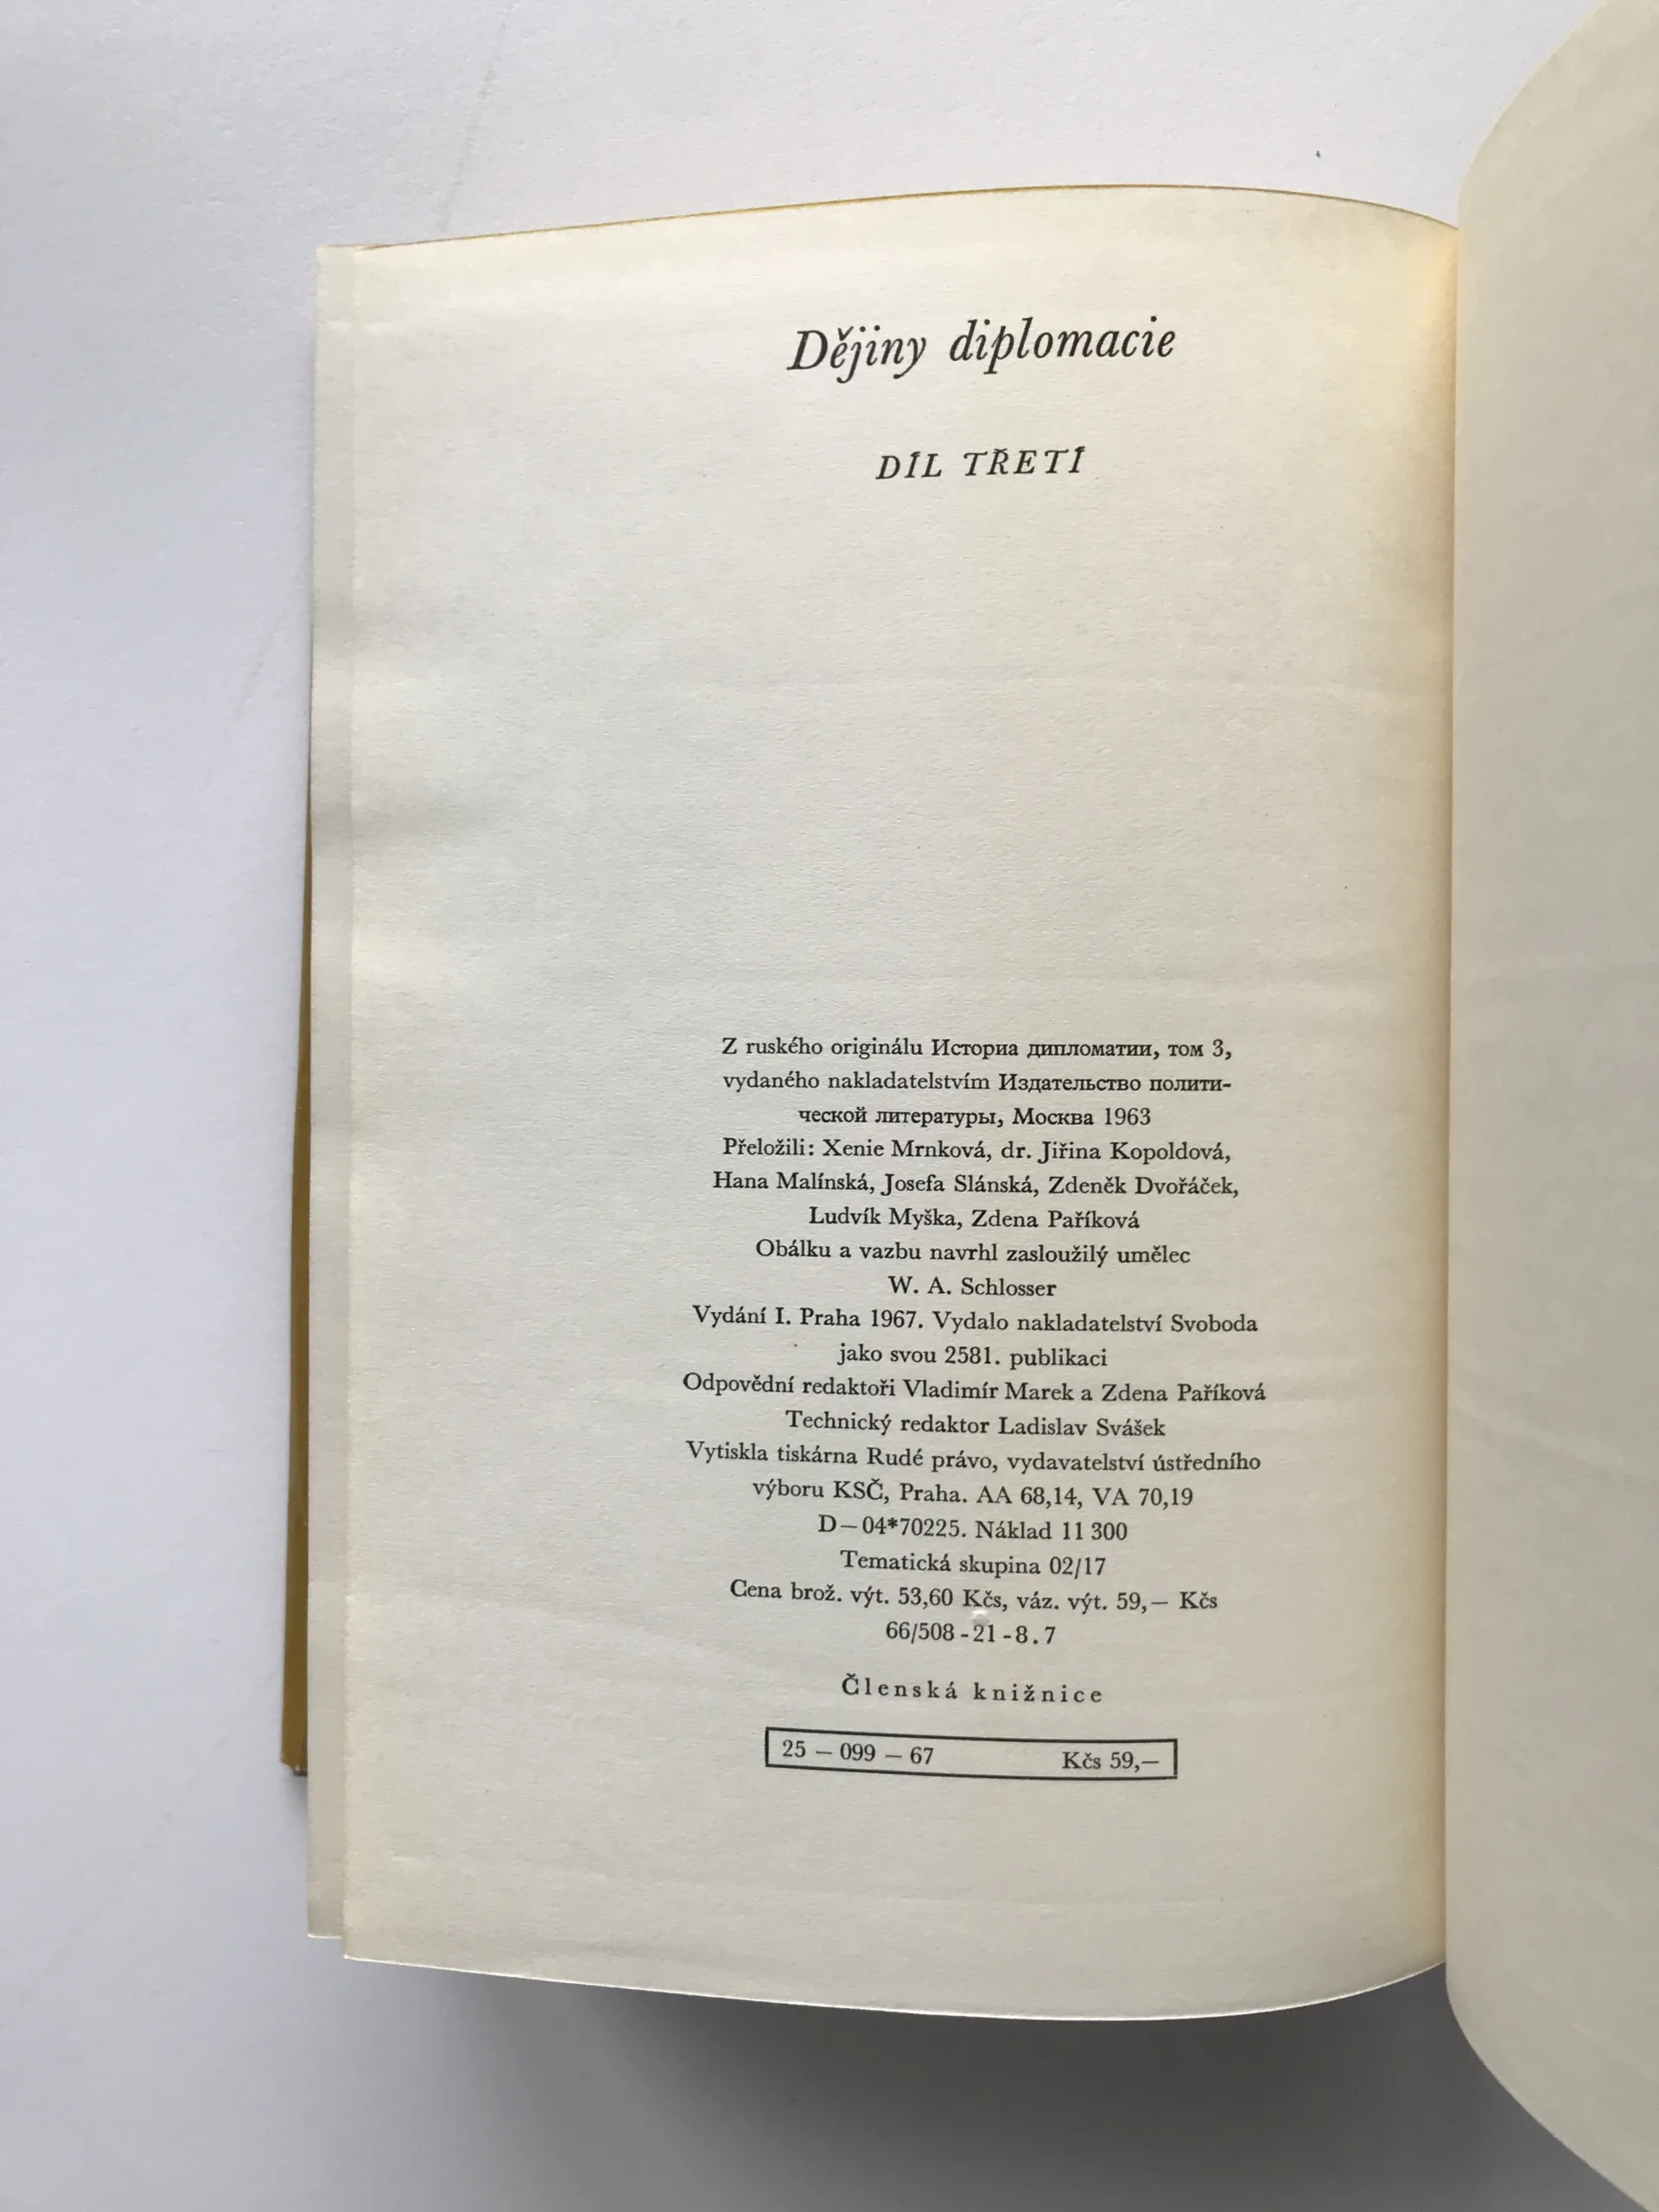 Dějiny diplomacie
DÍL TŘETÍ
Z ruského originálu Историа дипломатии, том 3,
vydaného nakladatelstvím Издательство полити-
ческой литературы, Москва 1963
Přeložili: Xenie Mrnková, dr. Jiřina Kopoldová,
Hana Malínská, Josefa Slánská, Zdeněk Dvořáček,
Ludvík Myška, Zdena Paříková
Obálku a vazbu navrhl zasloužilý umělec
W. A. Schlosser
Vydání I. Praha 1967. Vydalo nakladatelství Svoboda
jako svou 2581. publikaci
Odpovědní redaktoři Vladimír Marek a Zdena Paříková
Technický redaktor Ladislav Svášek
Vytiskla tiskárna Rudé právo, vydavatelství ústředního
výboru KSČ, Praha. AA 68,14, VA 70,19
D—04*70225. Náklad 11 300
Tematická skupina 02/17
Cena brož. výt. 53,60 Kčs, váz. výt. 59,— Kčs
66/508-21-8.7
Členská knižnice
25 — 099 — 67 Kčs 59,—